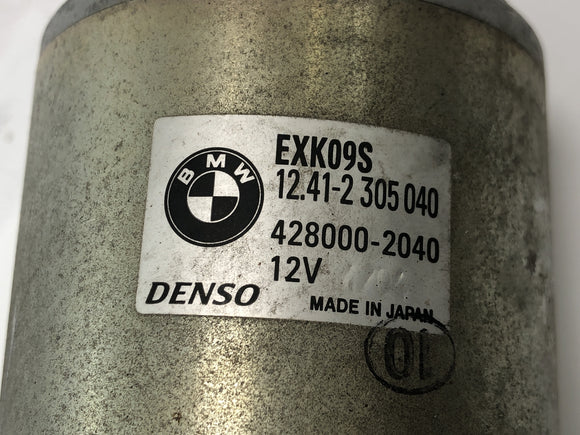 BMW
EXK09S
12.41-2 305 040
428000-2040
12V
DENSO
MADE IN JAPAN
10